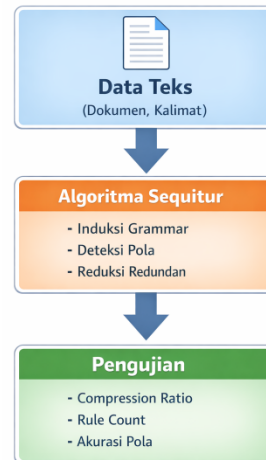 Data Teks
(Dokumen, Kalimat)
Algoritma Sequitur
- Induksi Grammar
- Deteksi Pola
- Reduksi Redundan
Pengujian
- Compression Ratio
- Rule Count
- Akurasi Pola